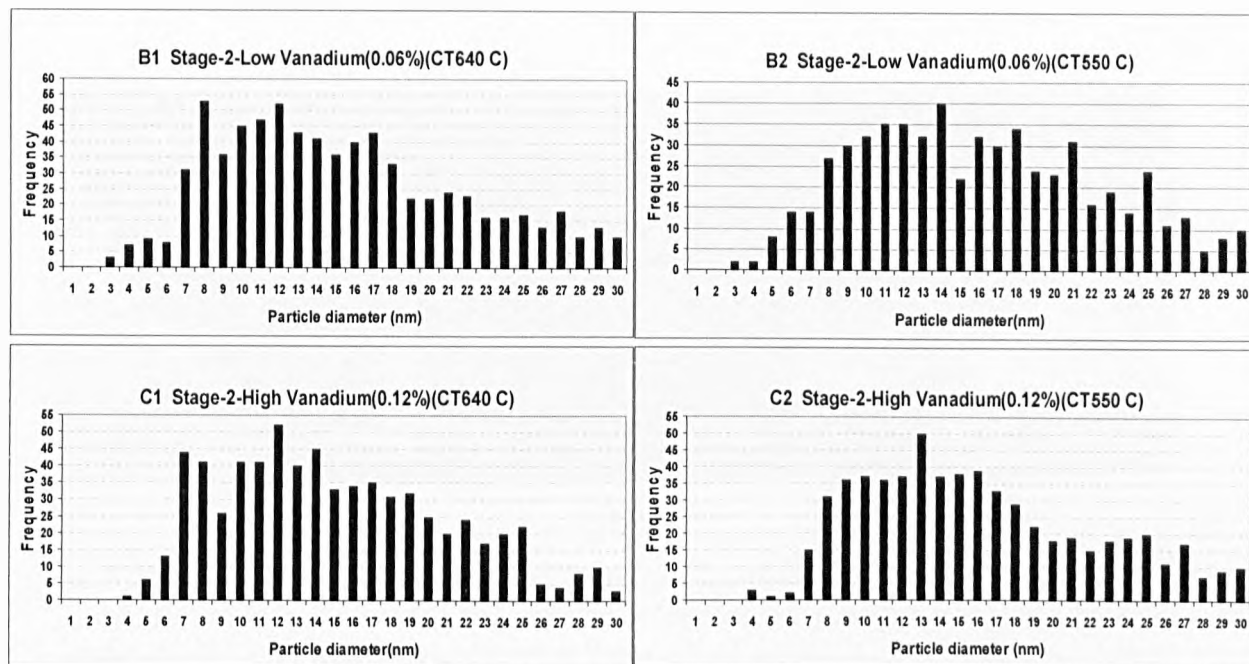 B1 Stage-2-Low Vanadium(0.06%)(CT640 C)
60
55
50
45
40
35
30
25
20
15
10
5
0
Frequency
1 2 3 4 5 6 7 8 9 10 11 12 13 14 15 16 17 18 19 20 21 22 23 24 25 26 27 28 29 30
Particle diameter (nm)
B2 Stage-2-Low Vanadium(0.06%)(CT550 C)
45
40
35
30
25
20
15
10
5
0
Frequency
1 2 3 4 5 6 7 8 9 10 11 12 13 14 15 16 17 18 19 20 21 22 23 24 25 26 27 28 29 30
Particle diameter(nm)
C1 Stage-2-High Vanadium(0.12%)(CT640 C)
55
50
45
40
35
30
25
20
15
10
5
0
Frequency
1 2 3 4 5 6 7 8 9 10 11 12 13 14 15 16 17 18 19 20 21 22 23 24 25 26 27 28 29 30
Particle diameter(nm)
C2 Stage-2-High Vanadium(0.12%)(CT550 C)
55
50
45
40
35
30
25
20
15
10
5
0
Frequency
1 2 3 4 5 6 7 8 9 10 11 12 13 14 15 16 17 18 19 20 21 22 23 24 25 26 27 28 29 30
Particle diameter(nm)